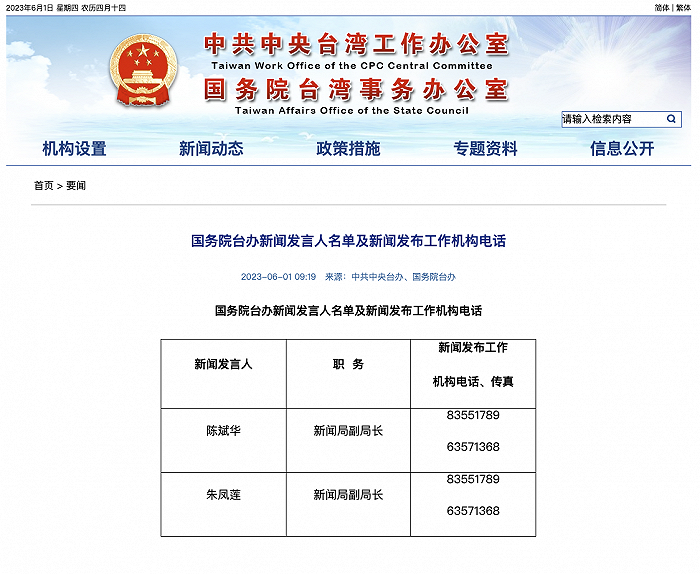 2023年6月1日 星期四 农历四月十四
简体 | 繁体
中共中央台湾工作办公室
Taiwan Work Office of the CPC Central Committee
国务院台湾事务办公室
Taiwan Affairs Office of the State Council
请输入检索内容
机构设置 新闻动态 政策措施 专题资料 信息公开
首页 > 要闻
国务院台办新闻发言人名单及新闻发布工作机构电话
2023-06-01 09:19 来源：中共中央台办、国务院台办
国务院台办新闻发言人名单及新闻发布工作机构电话
新闻发言人 职 务 新闻发布工作
机构电话、传真
陈斌华 新闻局副局长 83551789
63571368
朱凤莲 新闻局副局长 83551789
63571368